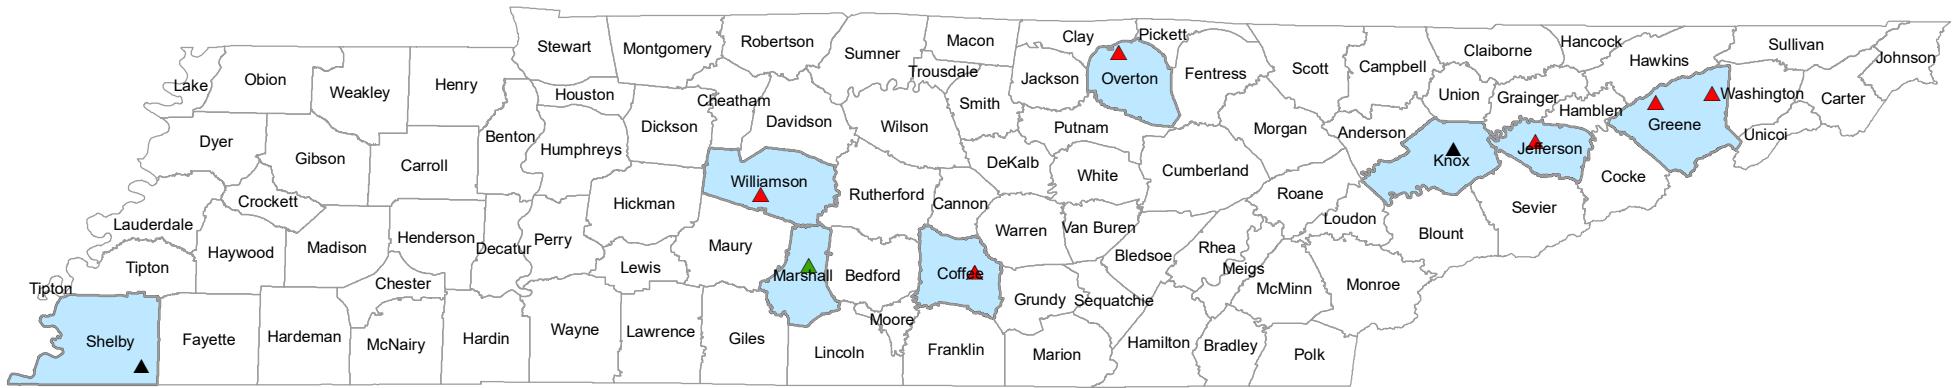 Stewart
Montgomery
Robertson
Sumner
Macon
Clay
Pickett
Claiborne
Hancock
Hawkins
Sullivan
Johnson
Lake
Obion
Weakley
Henry
Houston
Cheatham
Trousdale
Jackson
Overton
Fentress
Scott
Campbell
Union
Grainger
Hamblen
Washington
Carter
Dyer
Gibson
Carroll
Benton
Humphreys
Dickson
Davidson
Wilson
Smith
Putnam
Morgan
Anderson
Knox
Jefferson
Greene
Unicoi
Crockett
Williamson
DeKalb
White
Cumberland
Roane
Cocke
Lauderdale
Haywood
Madison
Henderson
Decatur
Perry
Hickman
Maury
Rutherford
Cannon
Warren
Van Buren
Bledsoe
Rhea
Loudon
Blount
Sevier
Tipton
Tipton
Chester
Lewis
Marshall
Bedford
Coffee
Grundy
Sequatchie
Meigs
McMinn
Monroe
Shelby
Fayette
Hardeman
McNairy
Hardin
Wayne
Lawrence
Giles
Moore
Lincoln
Franklin
Marion
Hamilton
Bradley
Polk